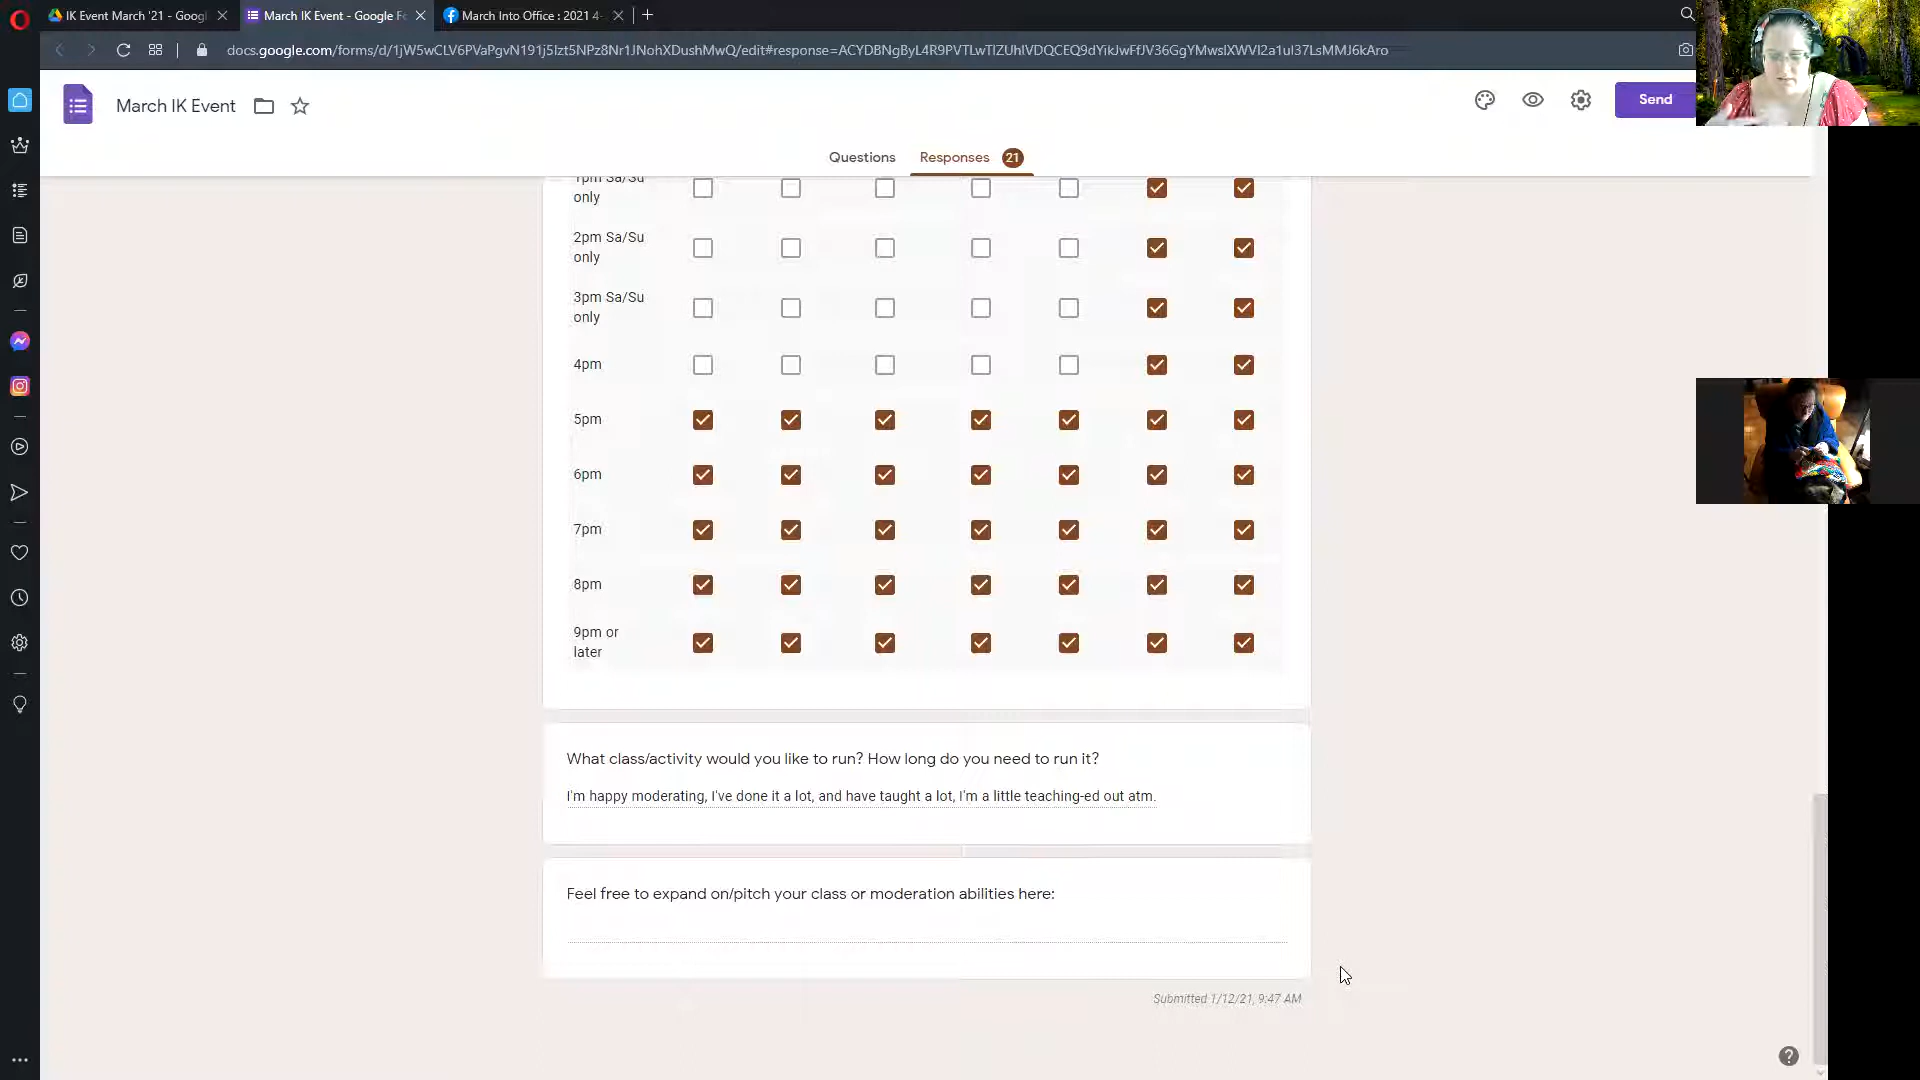 IK Event March '21 - Googl
March IK Event - Google Fo
March Into Office : 2021 4-
docs.google.com/forms/d/1jW5wCLV6PVaPgvN191j5Izt5NPz8Nr1JNohXDushMwQ/edit#response=ACYDBNgByL4R9PVTLwTlZUhlVDQCEQ9dYikJwFfJV36GgYMwslXWVI2a1ul37LsMMJ6kAro
March IK Event
Send
Questions
Responses 21
1pm Sa/Su
only
2pm Sa/Su
only
3pm Sa/Su
only
4pm
5pm
6pm
7pm
8pm
9pm or
later
What class/activity would you like to run? How long do you need to run it?
I'm happy moderating, I've done it a lot, and have taught a lot, I'm a little teaching-ed out atm.
Feel free to expand on/pitch your class or moderation abilities here:
Submitted 1/12/21, 9:47 AM